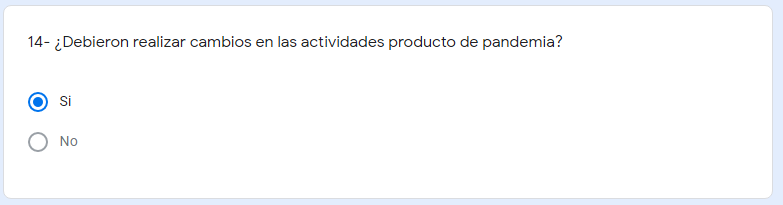 14- ¿Debieron realizar cambios en las actividades producto de pandemia?
Si
No